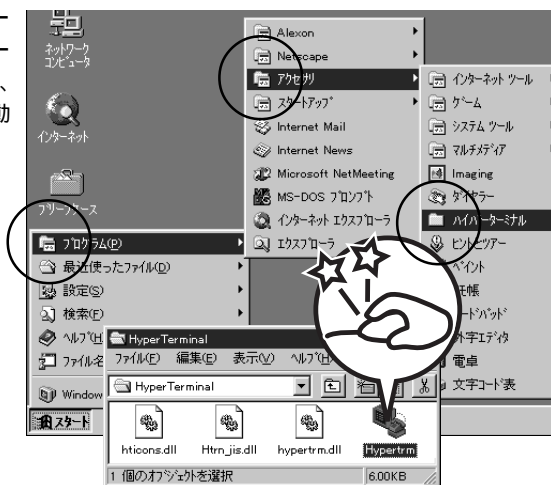 、
動
ネットワーク
コンピュータ
インターネット
ブリーフケース
プログラム(P)
最近使ったファイル(D)
設定(S)
検索(F)
ヘルプ(H
ファイル名
Window
スタート
Alexon
Netscape
アクセサリ
スタートアップ
Internet Mail
Internet News
Microsoft NetMeeting
MS-DOS プロンプト
インターネット エクスプローラ
エクスプローラ
インターネット ツール
ゲーム
システム ツール
マルチメディア
Imaging
ダイヤラー
ハイパーターミナル
ヒントとツアー
ペイント
モ帳
ードパッド
外字エディタ
電卓
文字コード表
HyperTerminal
ファイル(F) 編集(E) 表示(V) ヘルプ(H)
HyperTerminal
hticons.dll Htrn_jis.dll hypertrm.dll Hypertrm
1 個のオブジェクトを選択 6.00KB